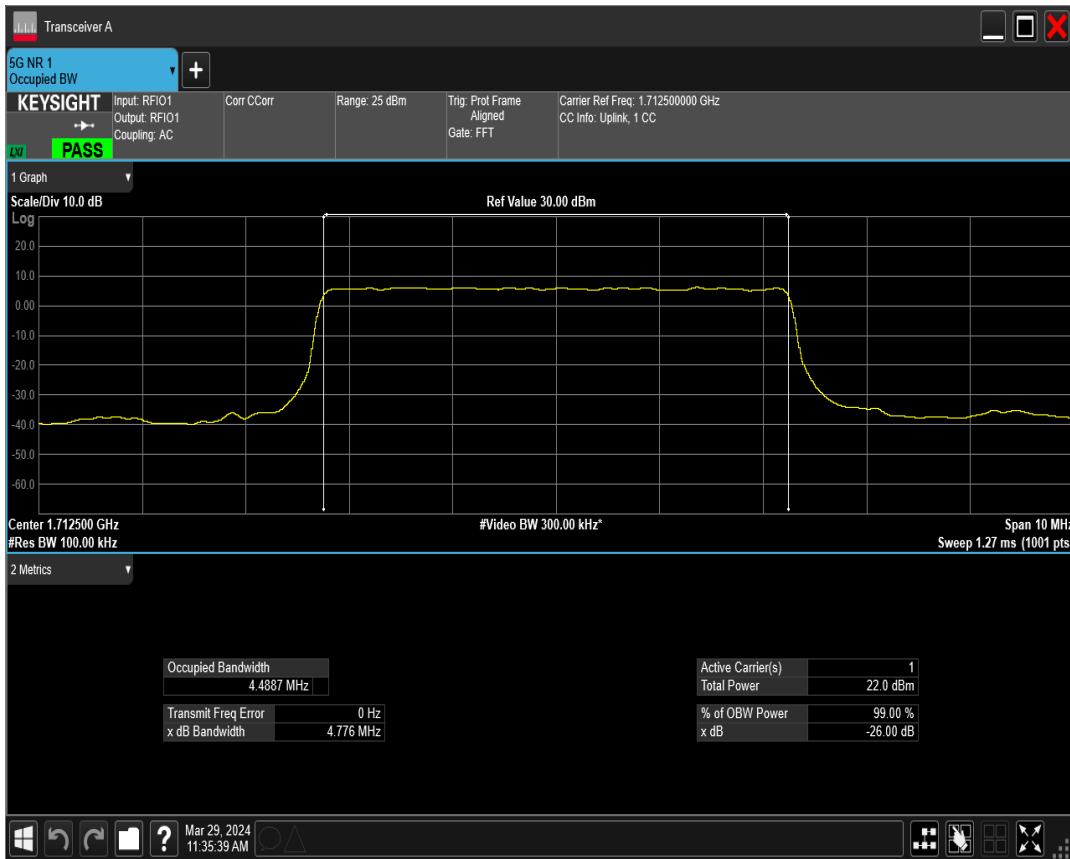 Transceiver A
5G NR 1
Occupied BW
+
KEYSIGHT
LXI
PASS
Input: RFIO1
Output: RFIO1
Coupling: AC
Corr CCorr
Range: 25 dBm
Trig: Prot Frame
Aligned
Gate: FFT
Carrier Ref Freq: 1.712500000 GHz
CC Info: Uplink, 1 CC
1 Graph
Scale/Div 10.0 dB
Ref Value 30.00 dBm
Log
20.0
10.0
0.00
-10.0
-20.0
-30.0
-40.0
-50.0
-60.0
Center 1.712500 GHz
#Video BW 300.00 kHz*
Span 10 MHz
#Res BW 100.00 kHz
Sweep 1.27 ms (1001 pts
2 Metrics
Occupied Bandwidth
4.4887 MHz
Transmit Freq Error 0 Hz
x dB Bandwidth 4.776 MHz
Active Carrier(s) 1
Total Power 22.0 dBm
% of OBW Power 99.00 %
x dB -26.00 dB
?
Mar 29, 2024
11:35:39 AM